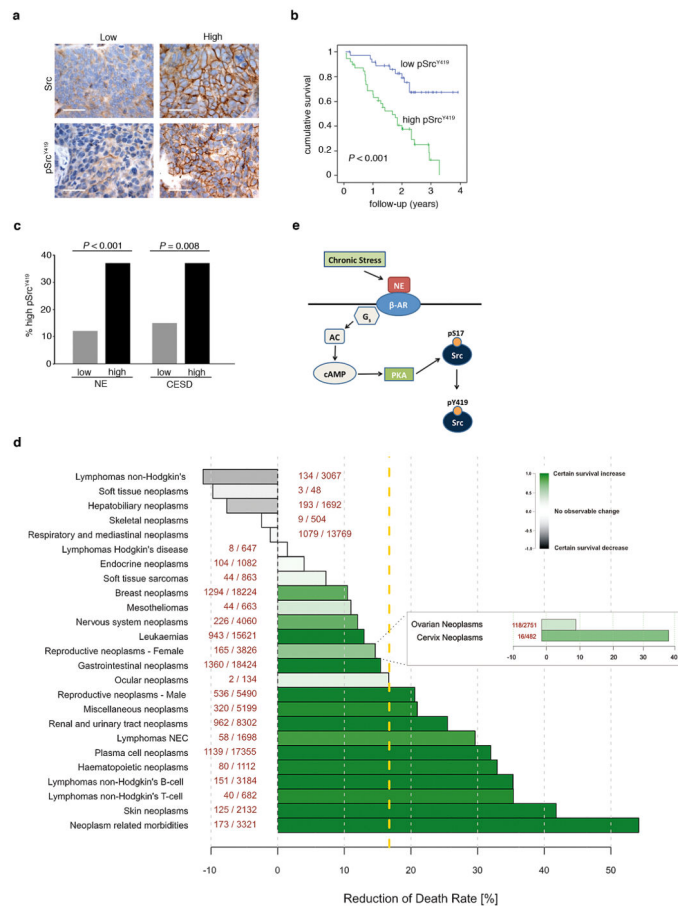 a
Low
High
Src
pSrcY419
b
cumulative survival
1
0.8
0.6
0.4
0.2
0
low pSrcY419
high pSrcY419
P < 0.001
0 1 2 3 4
follow-up (years)
c
P < 0.001
P = 0.008
% high pSrcY419
40
20
0
low high low high
NE CESD
e
Chronic Stress
NE
β-AR
Gs
AC
cAMP
PKA
pS17
Src
pY419
Src
d
Lymphomas non-Hodgkin's 134 / 3067
Soft tissue neoplasms 3 / 48
Hepatobiliary neoplasms 193 / 1692
Skeletal neoplasms 9 / 504
Respiratory and mediastinal neoplasms 1079 / 13769
Lymphomas Hodgkin's disease 8 / 647
Endocrine neoplasms 104 / 1082
Soft tissue sarcomas 44 / 863
Breast neoplasms 1294 / 18224
Mesotheliomas 44 / 663
Nervous system neoplasms 226 / 4060
Leukaemias 943 / 15621
Reproductive neoplasms - Female 165 / 3826
Gastrointestinal neoplasms 1360 / 18424
Ocular neoplasms 2 / 134
Reproductive neoplasms - Male 536 / 5490
Miscellaneous neoplasms 320 / 5199
Renal and urinary tract neoplasms 962 / 8302
Lymphomas NEC 58 / 1698
Plasma cell neoplasms 1139 / 17355
Haematopoietic neoplasms 80 / 1112
Lymphomas non-Hodgkin's B-cell 151 / 3184
Lymphomas non-Hodgkin's T-cell 40 / 682
Skin neoplasms 125 / 2132
Neoplasm related morbidities 173 / 3321
-10 0 10 20 30 40 50
Reduction of Death Rate [%]
1.0 Certain survival increase
0.5
0.0 No observable change
-0.5
-1.0 Certain survival decrease
Ovarian Neoplasms 118/2751
Cervix Neoplasms 16/482
-10 0 10 20 30